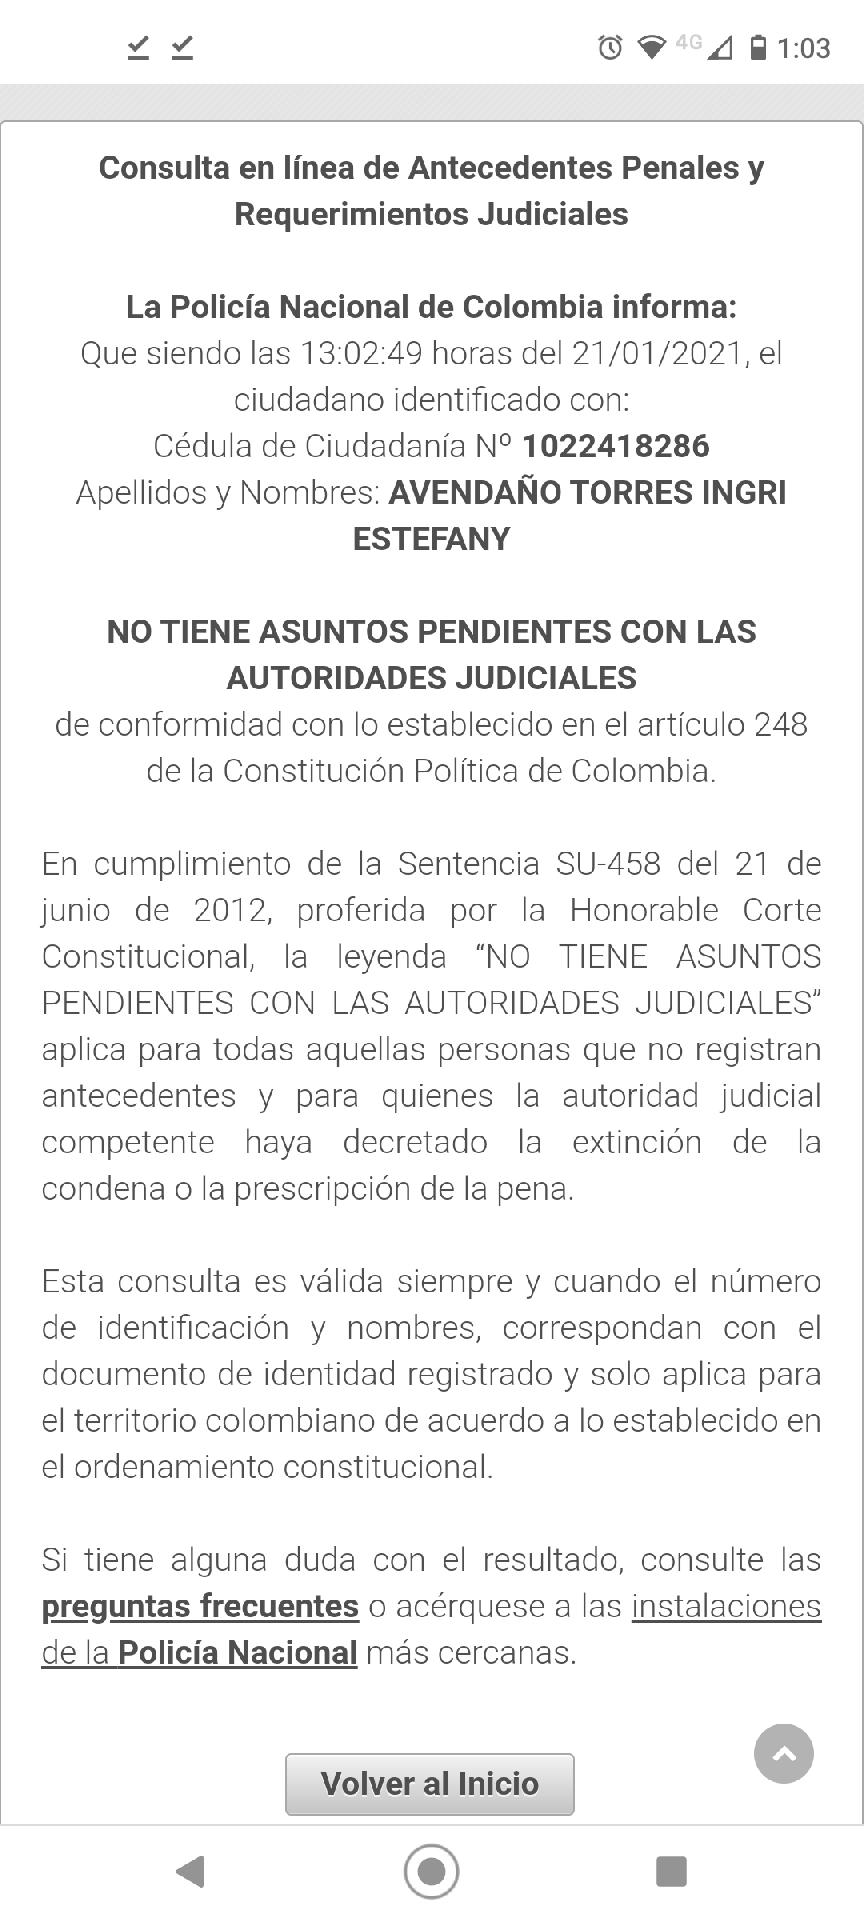 4G 1:03
Consulta en línea de Antecedentes Penales y
Requerimientos Judiciales
La Policía Nacional de Colombia informa:
Que siendo las 13:02:49 horas del 21/01/2021, el
ciudadano identificado con:
Cédula de Ciudadanía Nº 1022418286
Apellidos y Nombres: AVENDAÑO TORRES INGRI
ESTEFANY
NO TIENE ASUNTOS PENDIENTES CON LAS
AUTORIDADES JUDICIALES
de conformidad con lo establecido en el artículo 248
de la Constitución Política de Colombia.
En cumplimiento de la Sentencia SU-458 del 21 de
junio de 2012, proferida por la Honorable Corte
Constitucional, la leyenda “NO TIENE ASUNTOS
PENDIENTES CON LAS AUTORIDADES JUDICIALES”
aplica para todas aquellas personas que no registran
antecedentes y para quienes la autoridad judicial
competente haya decretado la extinción de la
condena o la prescripción de la pena.
Esta consulta es válida siempre y cuando el número
de identificación y nombres, correspondan con el
documento de identidad registrado y solo aplica para
el territorio colombiano de acuerdo a lo establecido en
el ordenamiento constitucional.
Si tiene alguna duda con el resultado, consulte las
preguntas frecuentes o acérquese a las instalaciones
de la Policía Nacional más cercanas.
Volver al Inicio